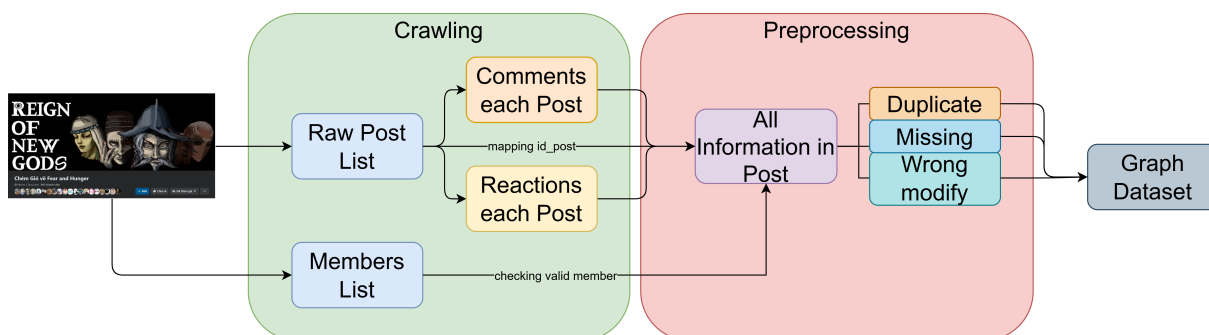 Crawling
Preprocessing
REIGN
OF
NEW
GODS
Chém Gió về Fear and Hunger
Raw Post
List
Comments
each Post
mapping id_post
Reactions
each Post
Members
List
checking valid member
All
Information in
Post
Duplicate
Missing
Wrong
modify
Graph
Dataset